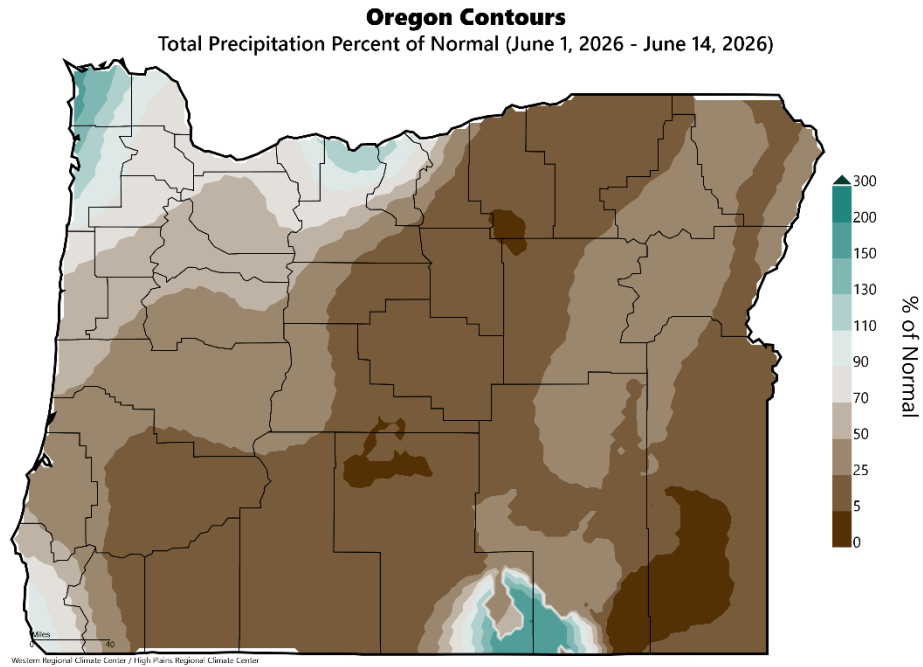 Oregon Contours
Total Precipitation Percent of Normal (June 1, 2026 - June 14, 2026)
300
200
150
130
110
90
70
50
25
5
0
% of Normal
Miles
0 40
Western Regional Climate Center / High Plains Regional Climate Center